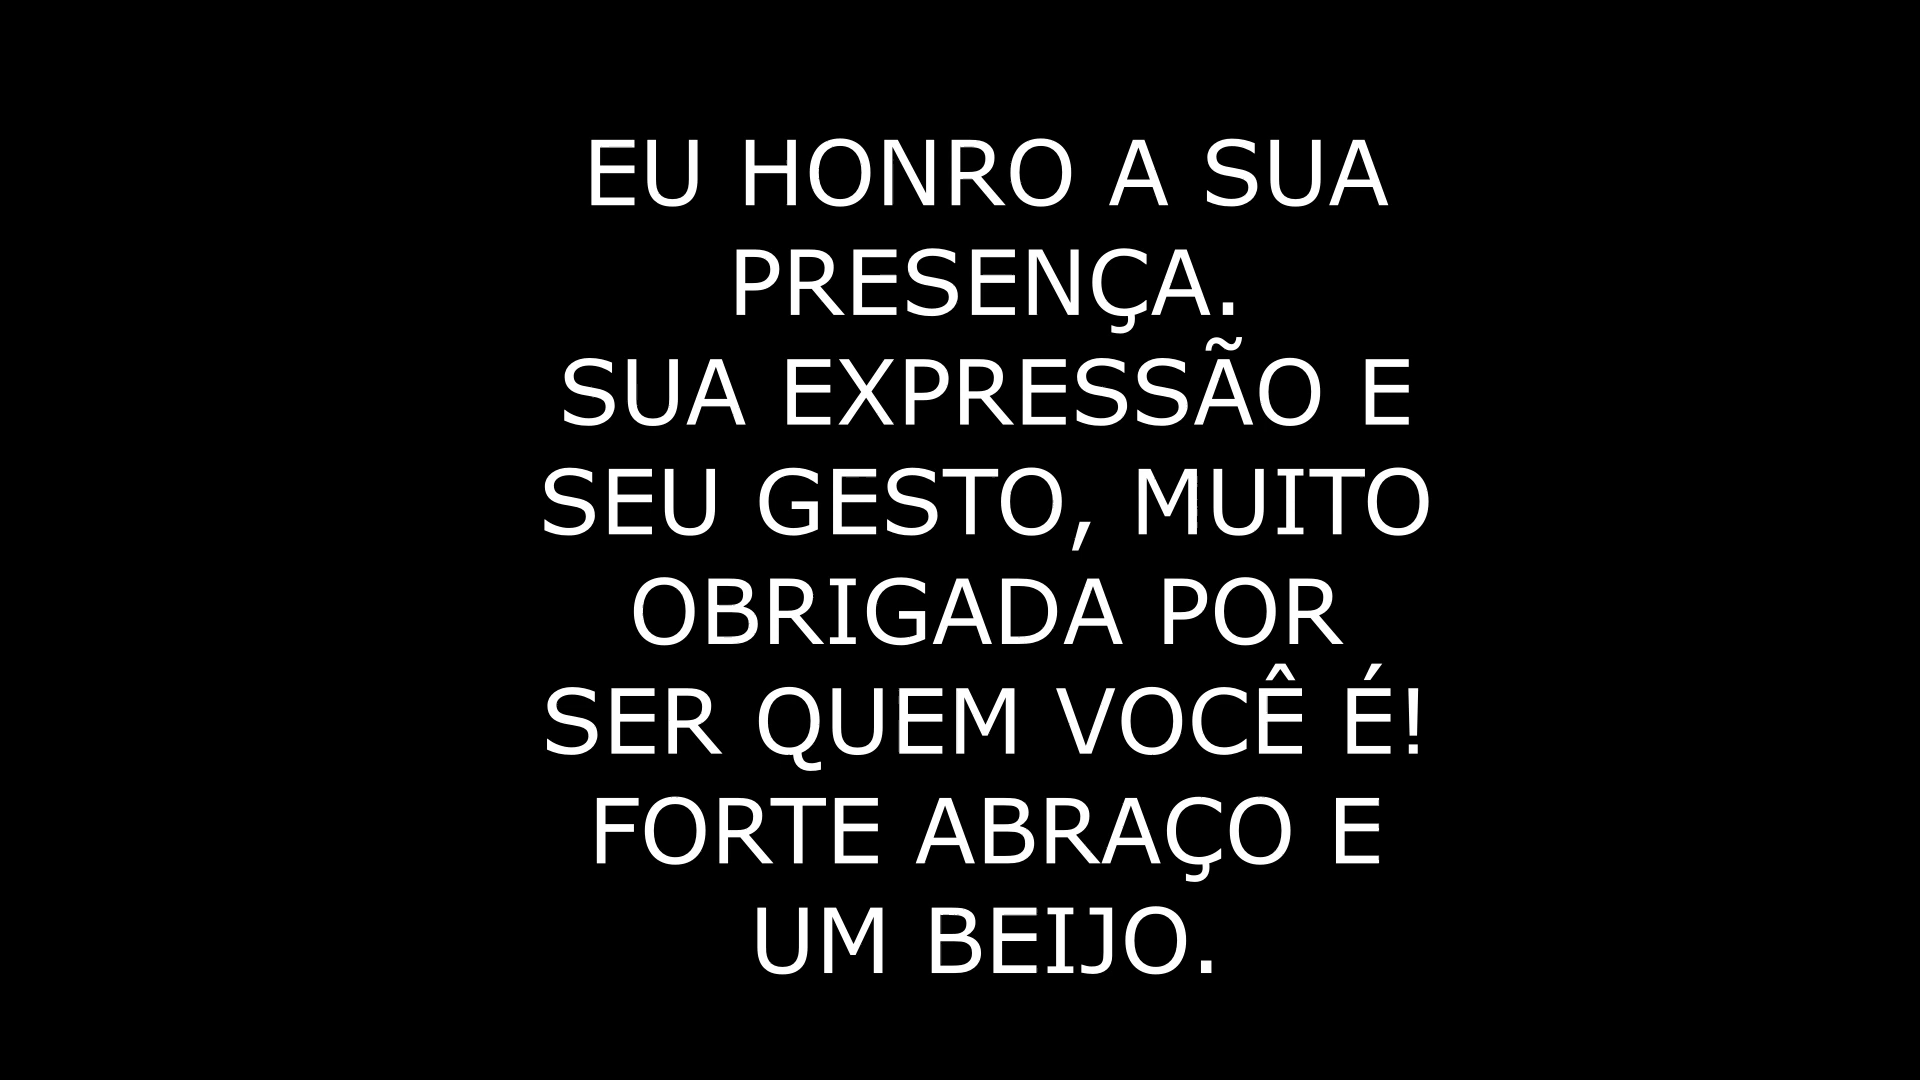 EU HONRO A SUA
PRESENÇA.
SUA EXPRESSÃO E
SEU GESTO, MUITO
OBRIGADA POR
SER QUEM VOCÊ É!
FORTE ABRAÇO E
UM BEIJO.